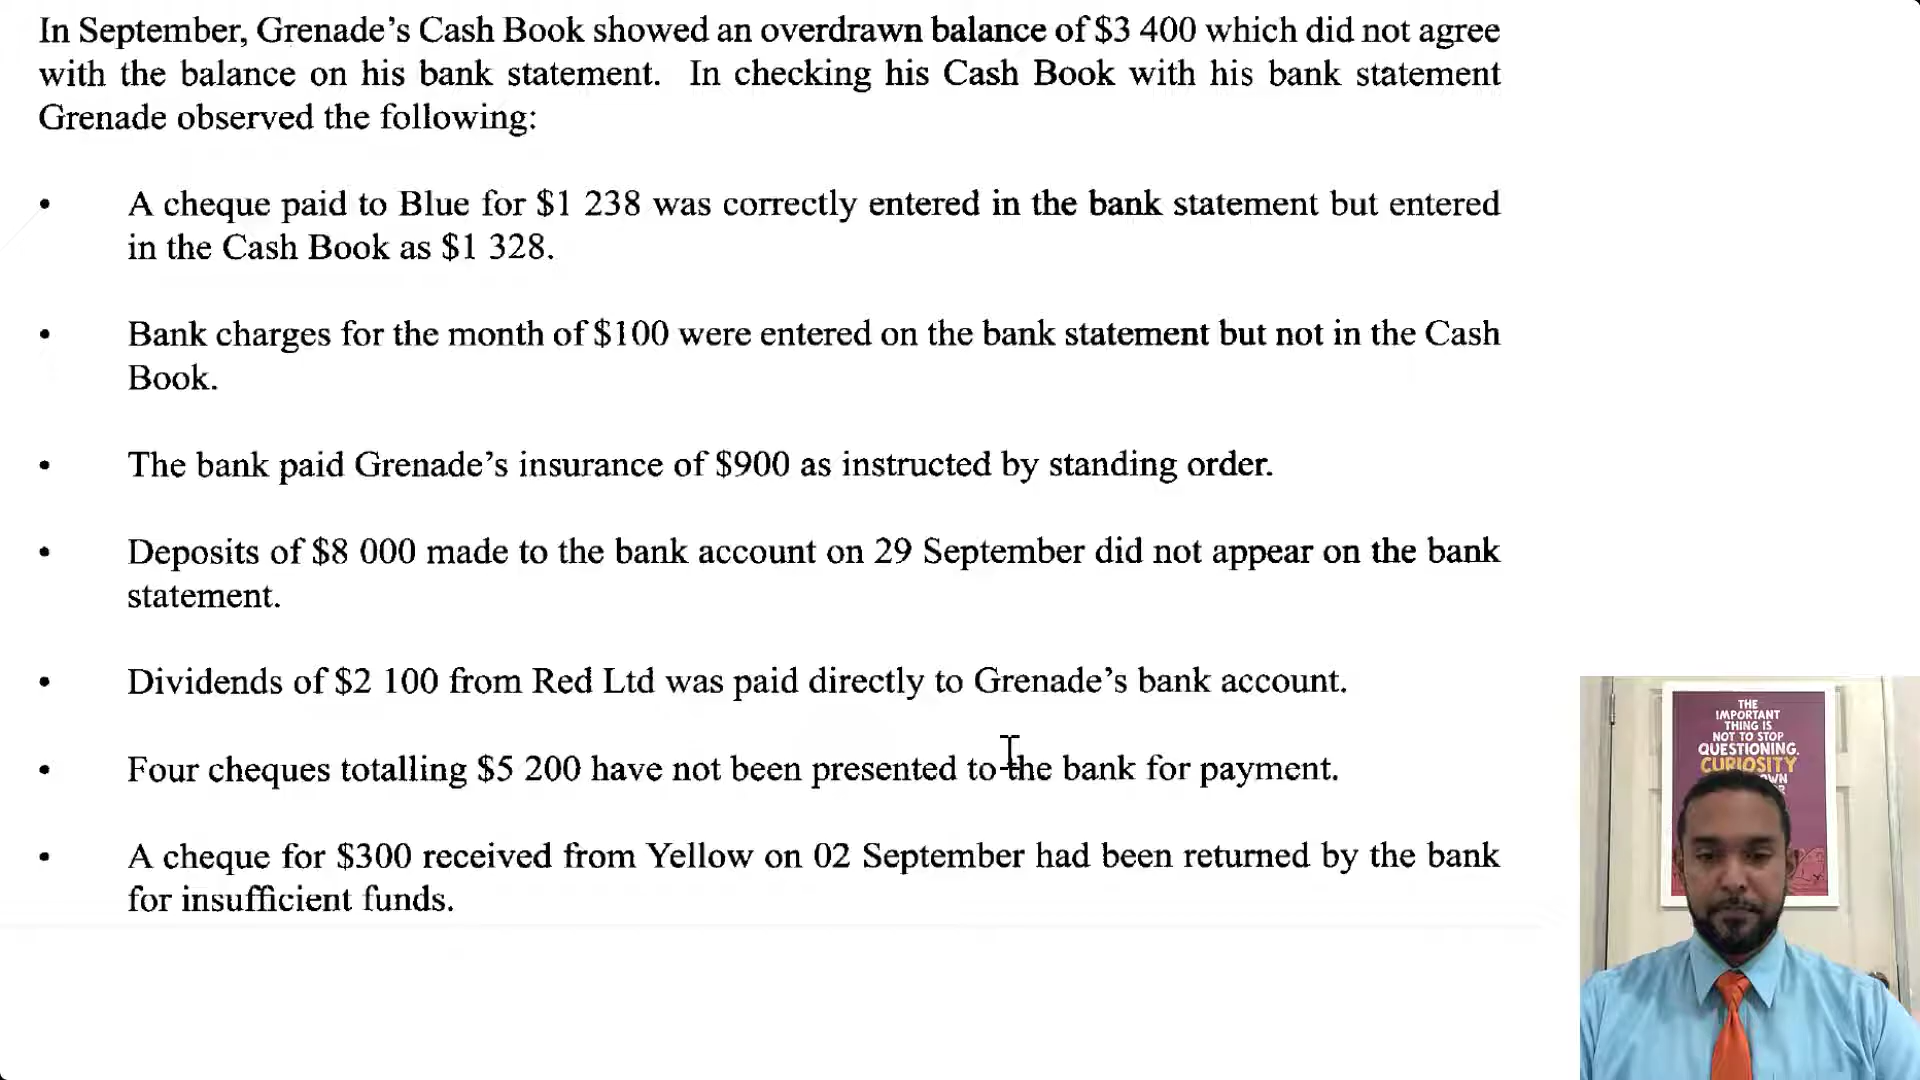 In September, Grenade's Cash Book showed an overdrawn balance of $3 400 which did not agree
with the balance on his bank statement. In checking his Cash Book with his bank statement
Grenade observed the following:
• A cheque paid to Blue for $1 238 was correctly entered in the bank statement but entered
in the Cash Book as $1 328.
• Bank charges for the month of $100 were entered on the bank statement but not in the Cash
Book.
• The bank paid Grenade's insurance of $900 as instructed by standing order.
• Deposits of $8 000 made to the bank account on 29 September did not appear on the bank
statement.
• Dividends of $2 100 from Red Ltd was paid directly to Grenade's bank account.
• Four cheques totalling $5 200 have not been presented to the bank for payment.
• A cheque for $300 received from Yellow on 02 September had been returned by the bank
for insufficient funds.
THE
IMPORTANT
THING IS
NOT TO STOP
QUESTIONING.
CURIOSITY